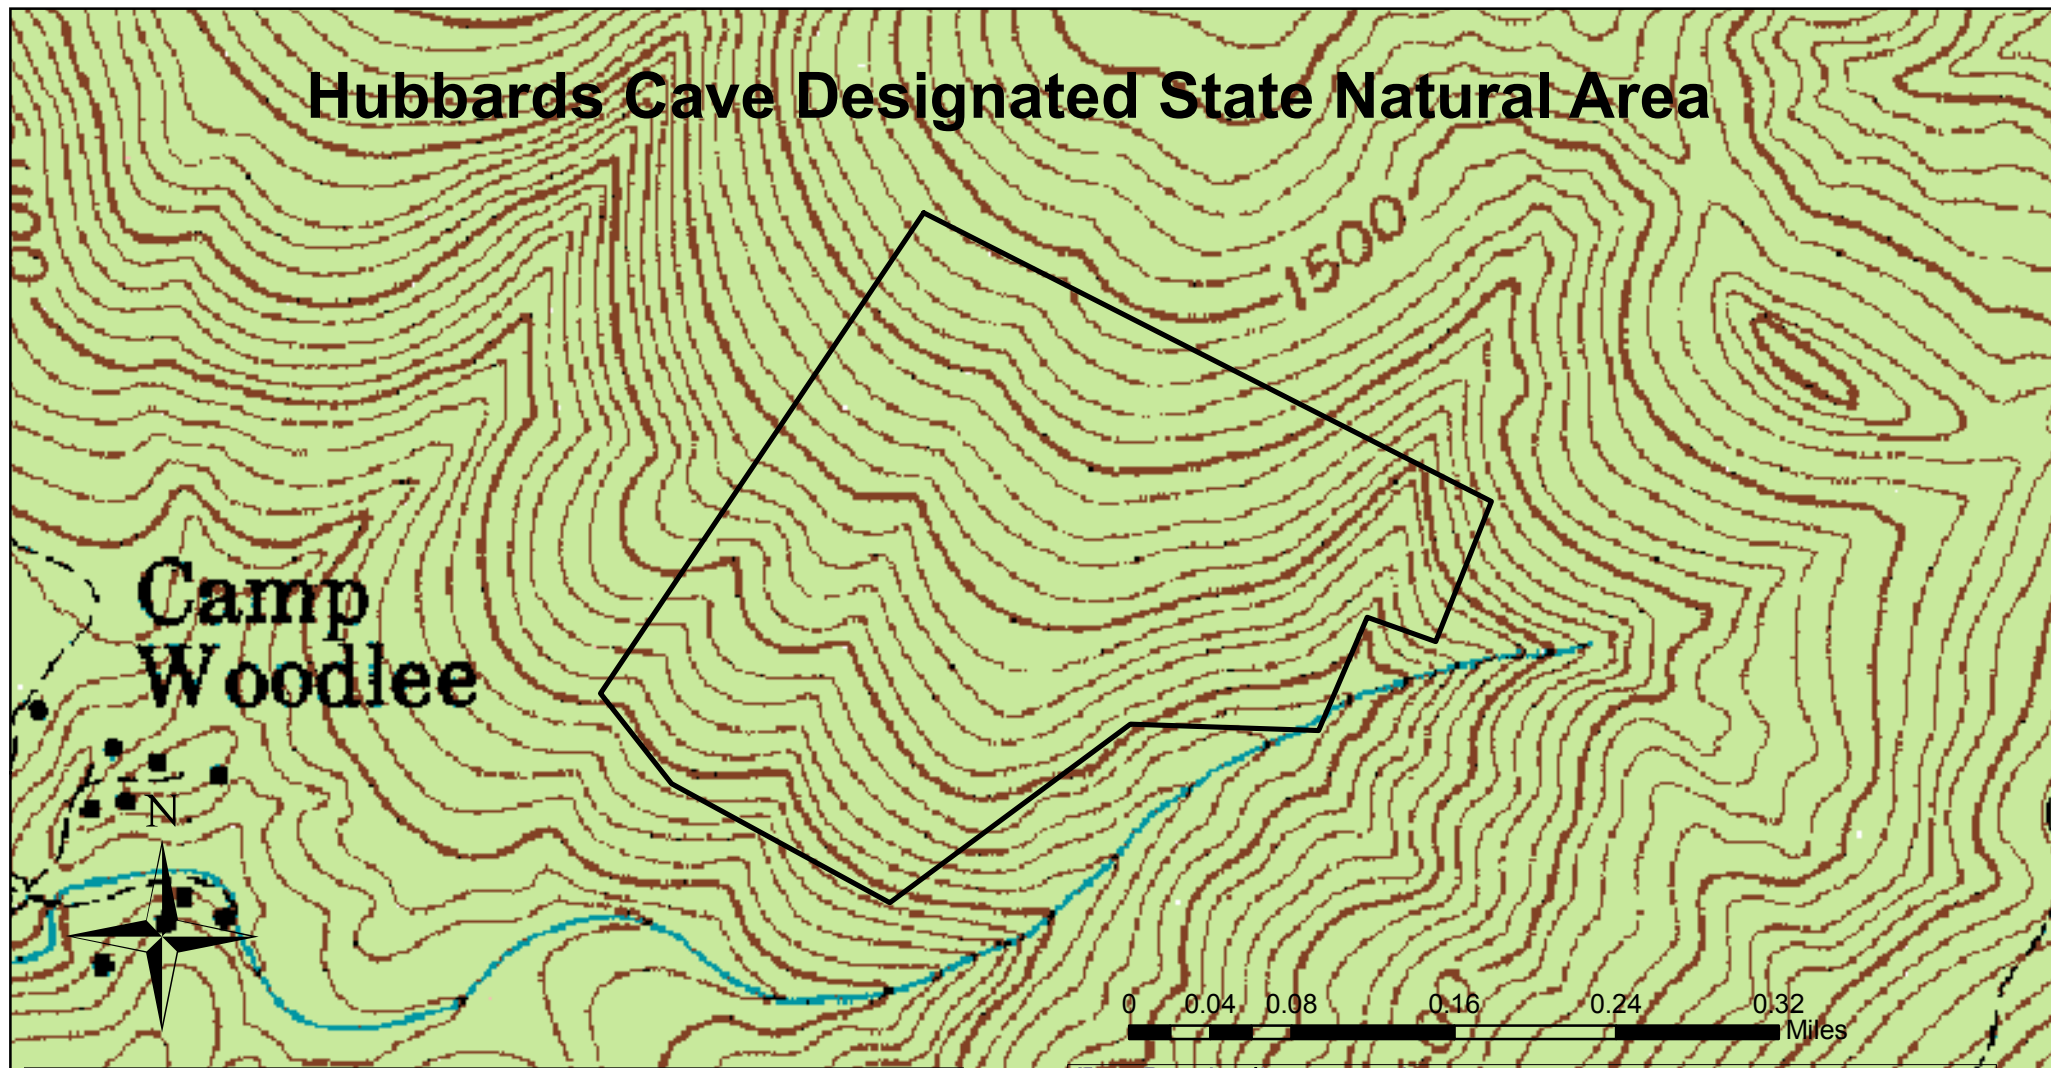 Hubbards Cave Designated State Natural Area
1500
Camp
Woodlee
N
0 0.04 0.08 0.16 0.24 0.32
Miles